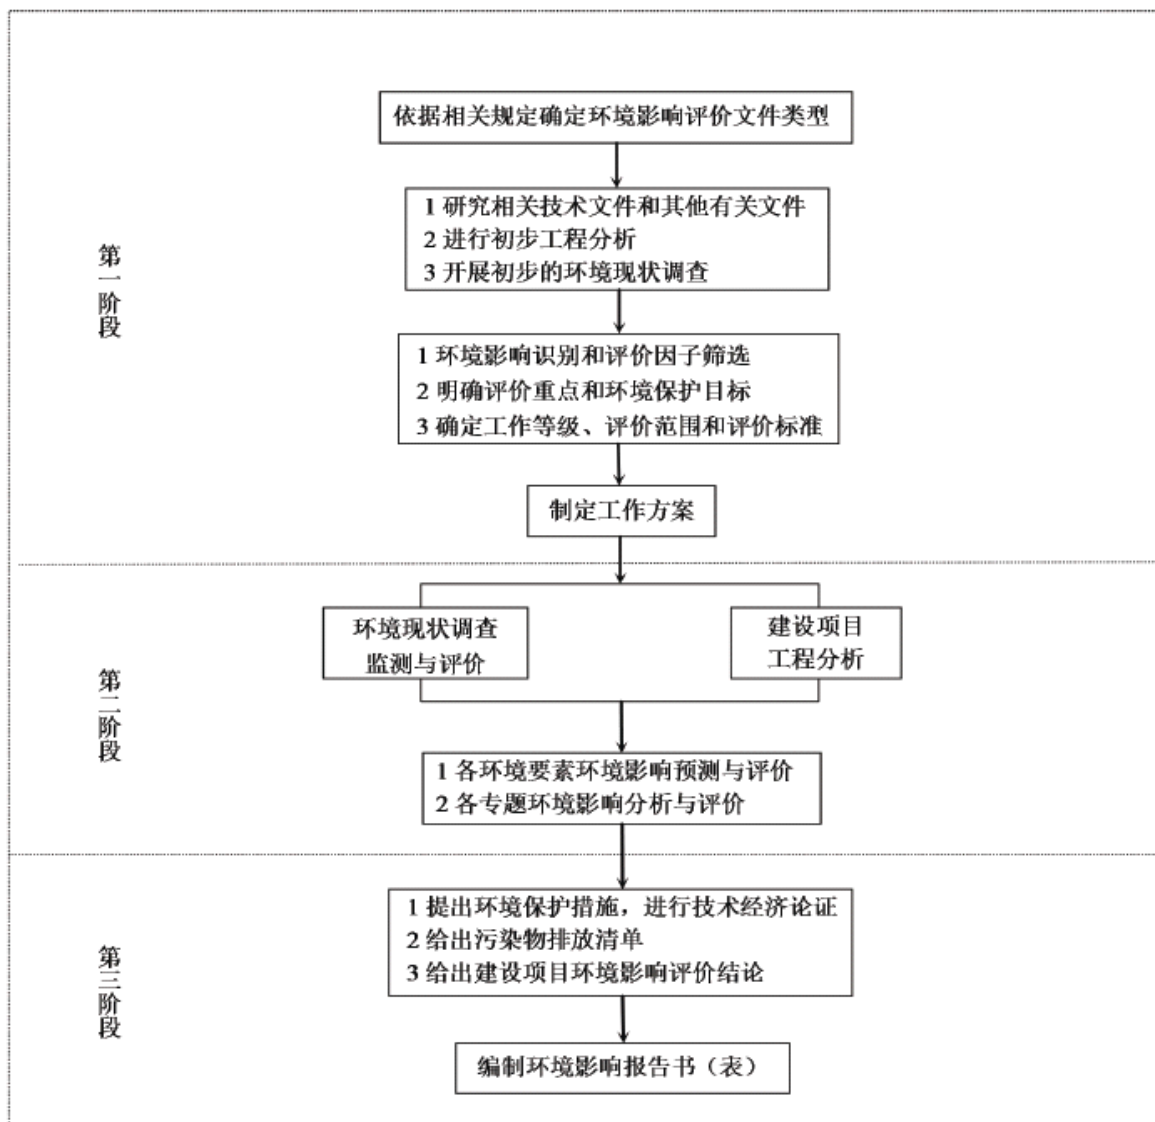 依据相关规定确定环境影响评价文件类型
1 研究相关技术文件和其他有关文件
2 进行初步工程分析
3 开展初步的环境现状调查
第一阶段
1 环境影响识别和评价因子筛选
2 明确评价重点和环境保护目标
3 确定工作等级、评价范围和评价标准
制定工作方案
环境现状调查
监测与评价
建设项目
工程分析
第二阶段
1 各环境要素环境影响预测与评价
2 各专题环境影响分析与评价
1 提出环境保护措施，进行技术经济论证
2 给出污染物排放清单
3 给出建设项目环境影响评价结论
第三阶段
编制环境影响报告书（表）